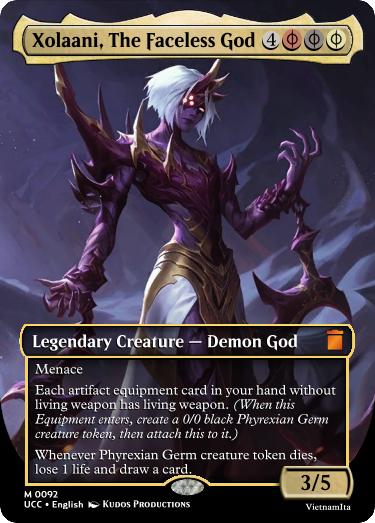 Xolaani, The Faceless God 4
Legendary Creature — Demon God
Menace
Each artifact equipment card in your hand without
living weapon has living weapon. (When this
Equipment enters, create a 0/0 black Phyrexian Germ
creature token, then attach this to it.)
Whenever Phyrexian Germ creature token dies,
lose 1 life and draw a card.
3/5
M 0092
UCC • English Kudos Productions
VietnamIta